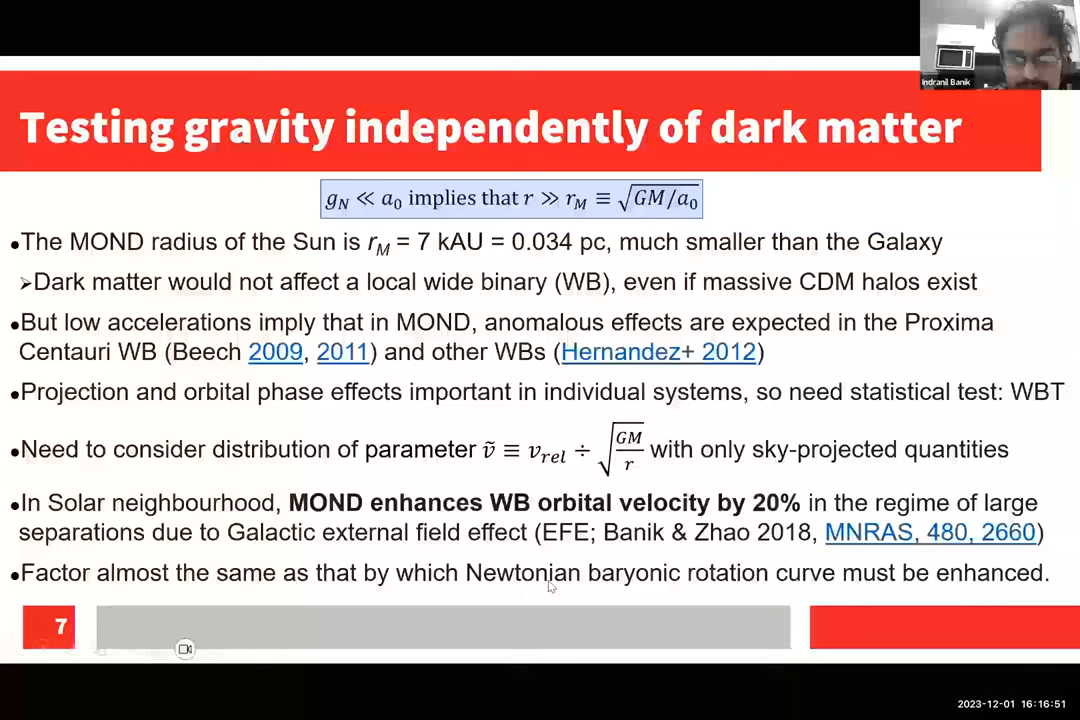 Indranil Banik
Testing gravity independently of dark matter
g_N ≪ a_0 implies that r ≫ r_M ≡ √GM/a_0
•The MOND radius of the Sun is r_M = 7 kAU = 0.034 pc, much smaller than the Galaxy
➢Dark matter would not affect a local wide binary (WB), even if massive CDM halos exist
•But low accelerations imply that in MOND, anomalous effects are expected in the Proxima
Centauri WB (Beech 2009, 2011) and other WBs (Hernandez+ 2012)
•Projection and orbital phase effects important in individual systems, so need statistical test: WBT
•Need to consider distribution of parameter ṽ ≡ v_rel ÷ √GM/r with only sky-projected quantities
•In Solar neighbourhood, MOND enhances WB orbital velocity by 20% in the regime of large
separations due to Galactic external field effect (EFE; Banik & Zhao 2018, MNRAS, 480, 2660)
•Factor almost the same as that by which Newtonian baryonic rotation curve must be enhanced.
7
2023-12-01 16:16:51